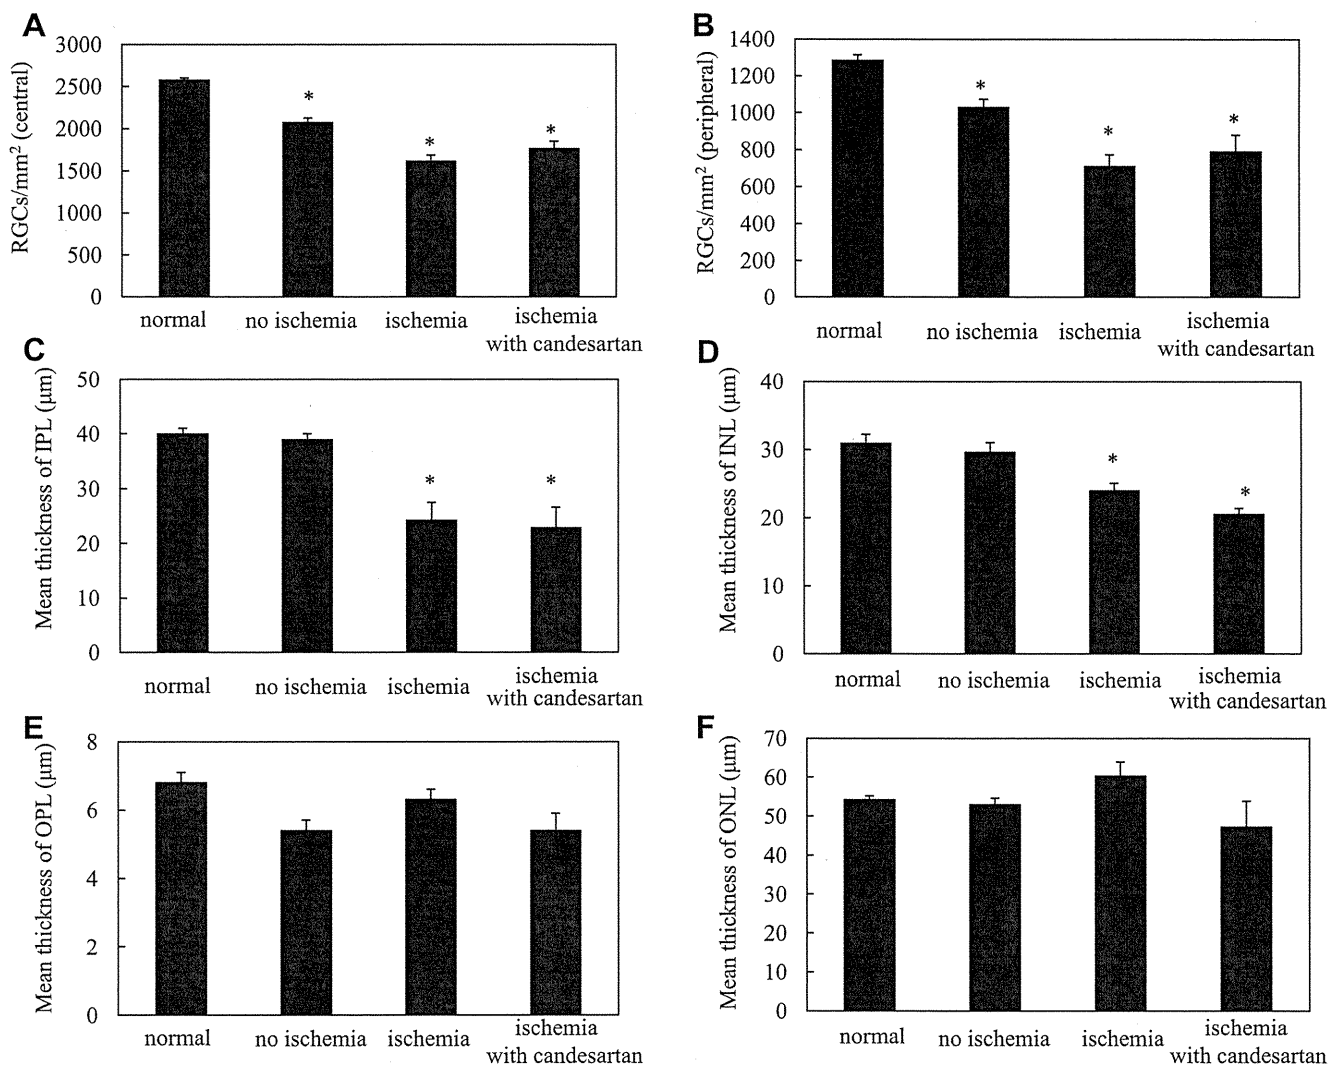 A
RGCs/mm² (central)
3000
2500
2000
1500
1000
500
0
*
*
*
normal
no ischemia
ischemia
ischemia
with candesartan
B
RGCs/mm² (peripheral)
1400
1200
1000
800
600
400
200
0
*
*
*
normal
no ischemia
ischemia
ischemia
with candesartan
C
Mean thickness of IPL (µm)
50
40
30
20
10
0
*
*
normal
no ischemia
ischemia
ischemia
with candesartan
D
Mean thickness of INL (µm)
40
30
20
10
0
*
*
normal
no ischemia
ischemia
ischemia
with candesartan
E
Mean thickness of OPL (µm)
8
6
4
2
0
normal
no ischemia
ischemia
ischemia
with candesartan
F
Mean thickness of ONL (µm)
70
60
50
40
30
20
10
0
normal
no ischemia
ischemia
ischemia
with candesartan